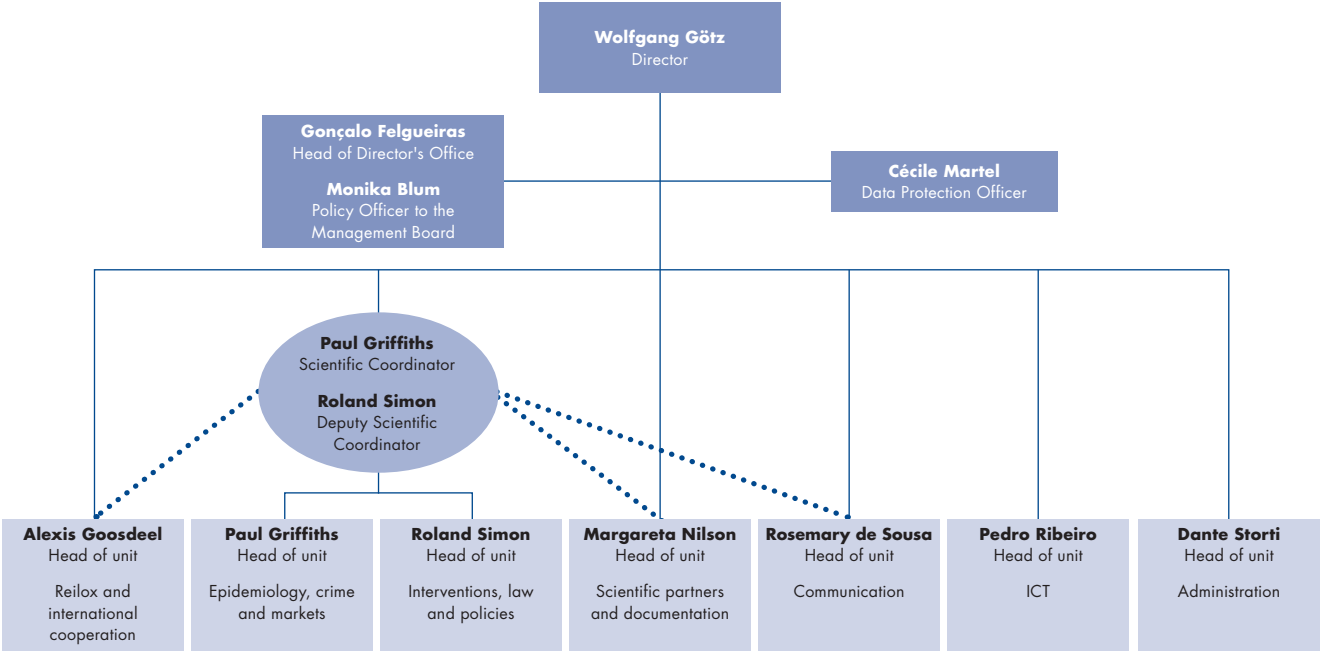 Wolfgang Götz
Director
Gonçalo Felgueiras
Head of Director's Office
Monika Blum
Policy Officer to the
Management Board
Cécile Martel
Data Protection Officer
Paul Griffiths
Scientific Coordinator
Roland Simon
Deputy Scientific
Coordinator
Alexis Goosdeel
Head of unit
Reilox and
international
cooperation
Paul Griffiths
Head of unit
Epidemiology, crime
and markets
Roland Simon
Head of unit
Interventions, law
and policies
Margareta Nilson
Head of unit
Scientific partners
and documentation
Rosemary de Sousa
Head of unit
Communication
Pedro Ribeiro
Head of unit
ICT
Dante Storti
Head of unit
Administration